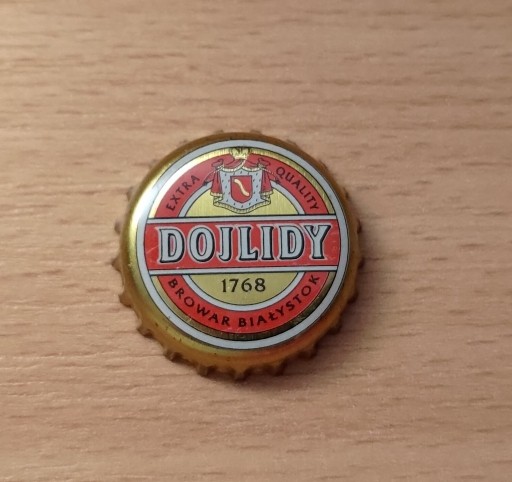 EXTRA QUALITY
DOJLIDY
1768
BROWAR BIAŁYSTOK